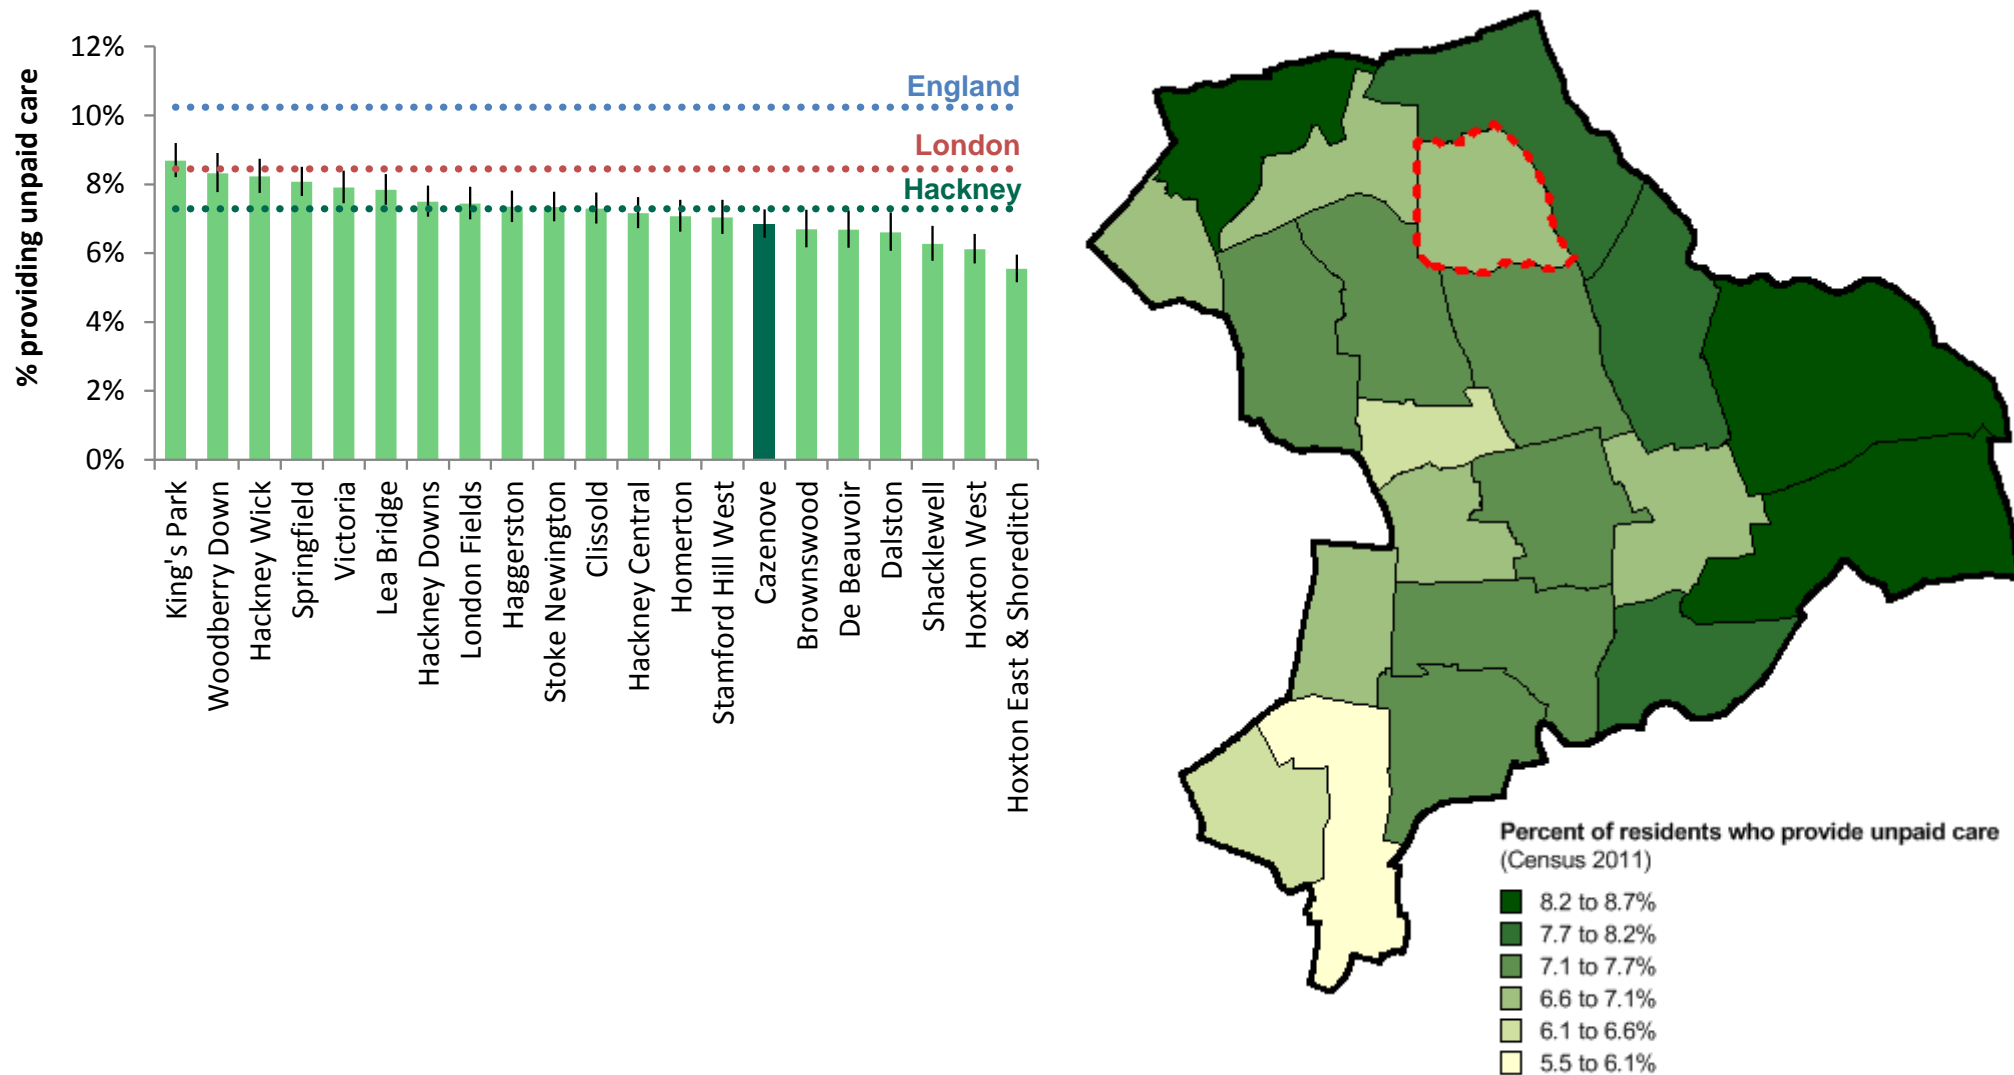 12%
10%
8%
6%
4%
2%
0%
% providing unpaid care
England
London
Hackney
King's Park
Woodberry Down
Hackney Wick
Springfield
Victoria
Lea Bridge
Hackney Downs
London Fields
Haggerston
Stoke Newington
Clissold
Hackney Central
Homerton
Stamford Hill West
Cazenove
Brownswood
De Beauvoir
Dalston
Shacklewell
Hoxton West
Hoxton East & Shoreditch
Percent of residents who provide unpaid care
(Census 2011)
8.2 to 8.7%
7.7 to 8.2%
7.1 to 7.7%
6.6 to 7.1%
6.1 to 6.6%
5.5 to 6.1%